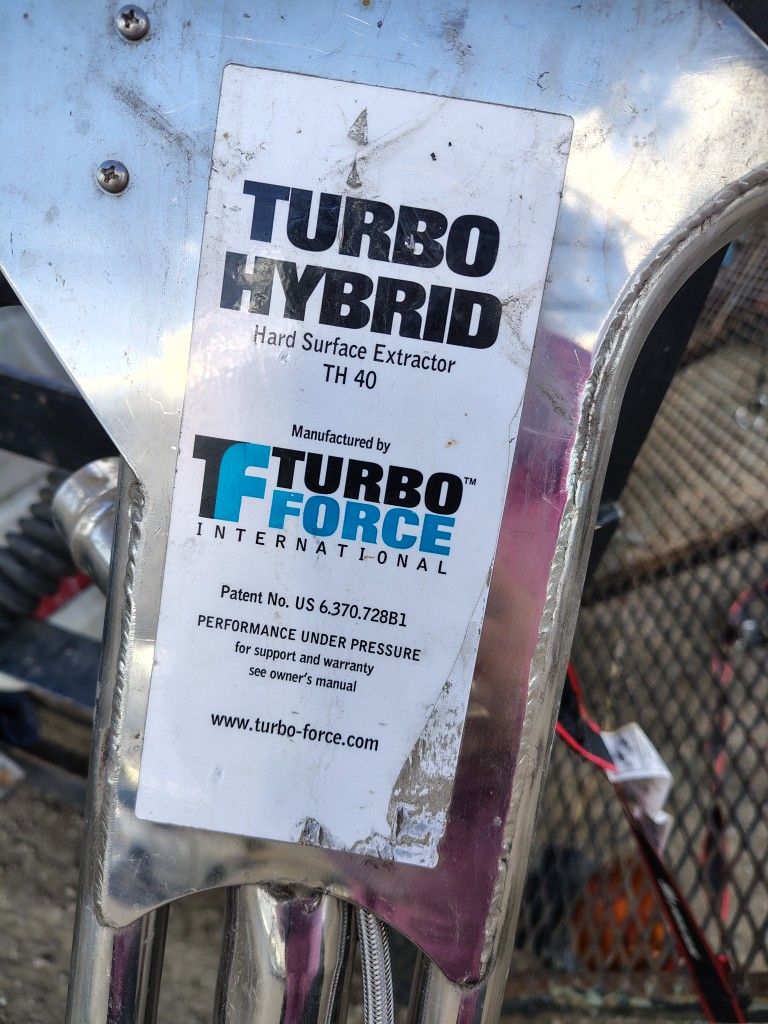 TURBO
HYBRID
Hard Surface Extractor
TH 40
Manufactured by
TF TURBO™
FORCE
INTERNATIONAL
Patent No. US 6.370.728B1
PERFORMANCE UNDER PRESSURE
for support and warranty
see owner's manual
www.turbo-force.com